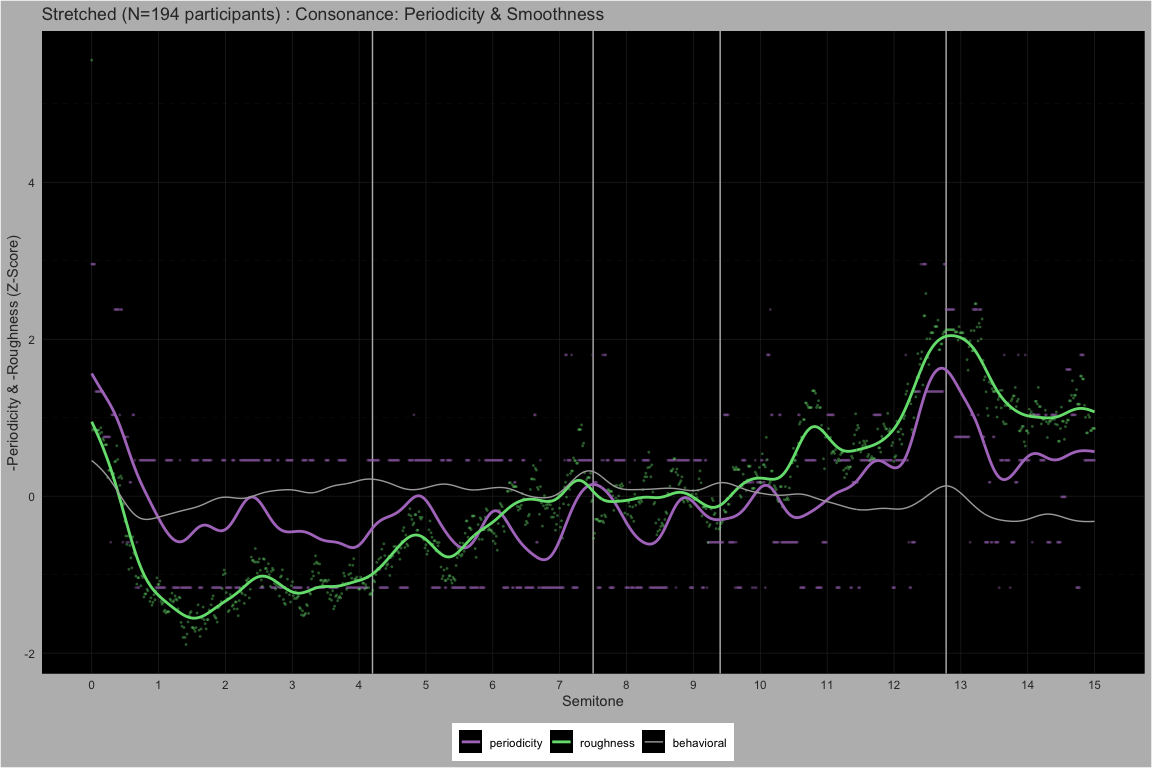 Stretched (N=194 participants) : Consonance: Periodicity & Smoothness
-Periodicity & -Roughness (Z-Score)
4
2
0
-2
0 1 2 3 4 5 6 7 8 9 10 11 12 13 14 15
Semitone
periodicity roughness behavioral